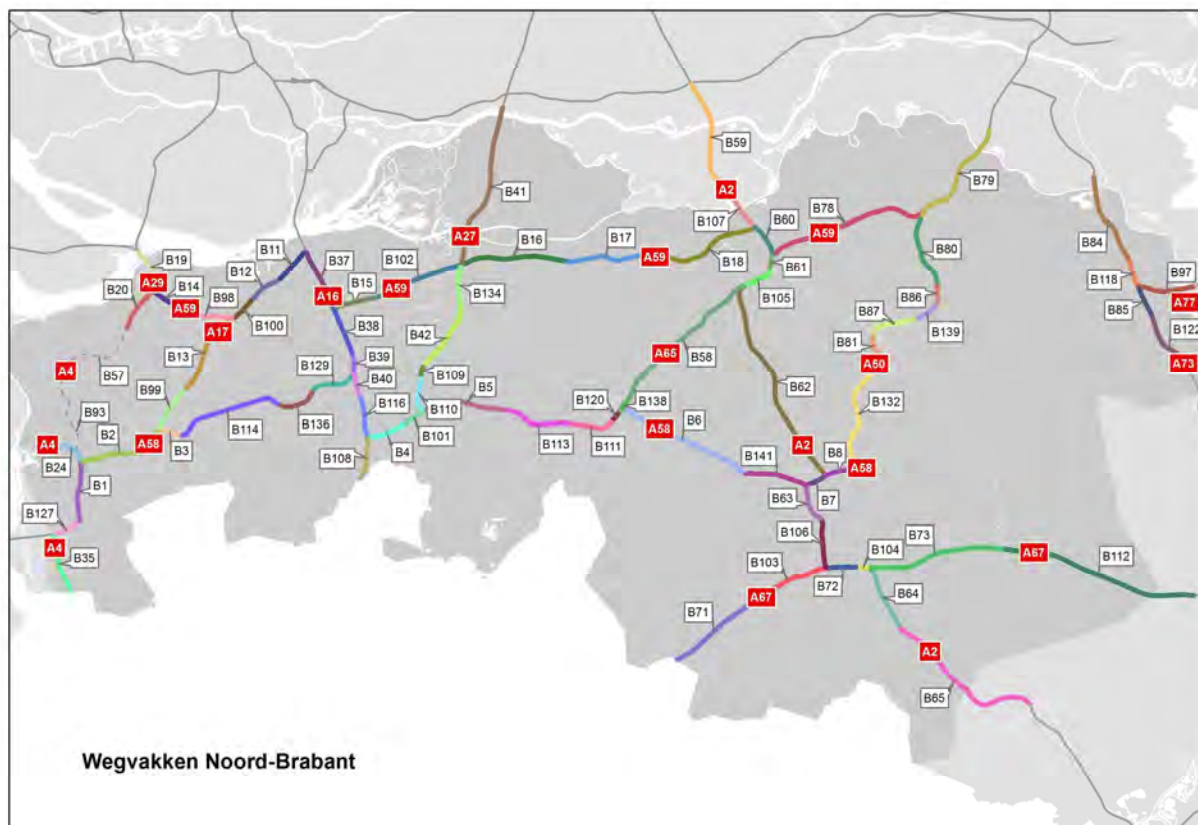 B59
B41
B79
A2
B107
B60
B78
A27
B16
B17
A59
B18
A59
B61
B80
B84
B19
B11
B37
B102
A29
B14
B12
B20
A59
B98
A16
B15
A59
B134
B105
B118
B97
A77
B86
B87
B139
B85
B122
A17
B100
B38
B42
B13
B81
A50
A73
A4
B57
B129
B39
B40
A65
B58
B62
B99
B109
B5
B120
B138
B132
B93
B2
A58
B3
B114
B136
B116
B110
B101
B113
B111
A58
B6
A4
B24
B4
A2
B8
A58
B141
B7
B1
B108
B63
B127
B106
B73
A4
B35
B103
B72
B104
A67
B112
B71
A67
B64
A2
B65
Wegvakken Noord-Brabant